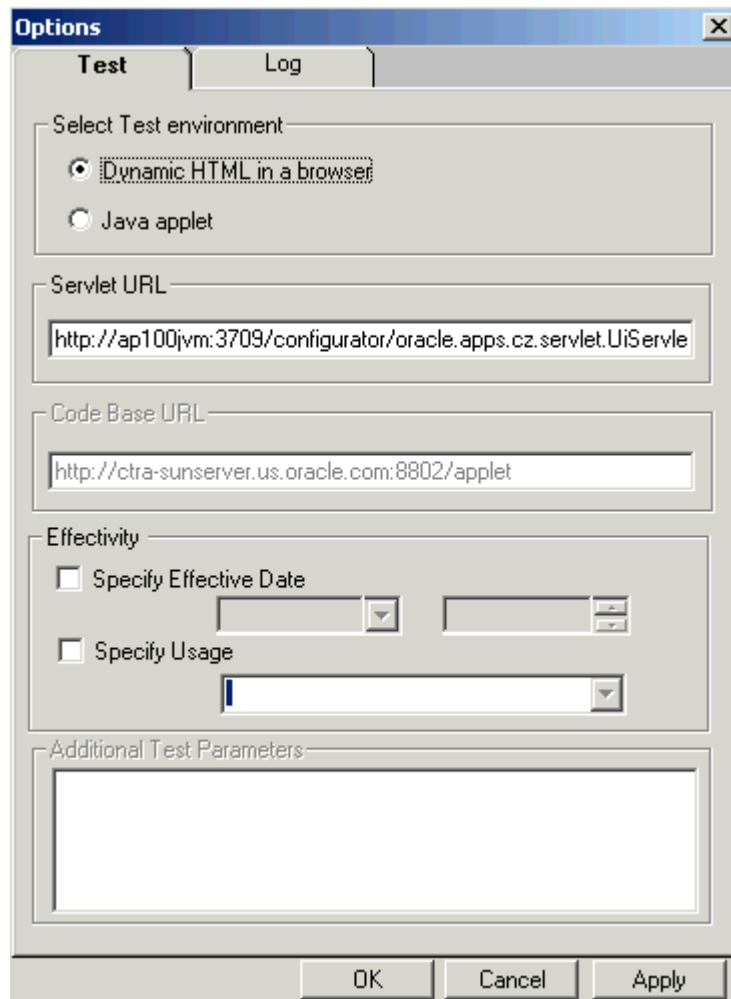 Options
Test Log
Select Test environment
Dynamic HTML in a browser
Java applet
Servlet URL
http://ap100jvm:3709/configurator/oracle.apps.cz.servlet.UiServle
Code Base URL
http://ctra-sunserver.us.oracle.com:8802/applet
Effectivity
Specify Effective Date
Specify Usage
Additional Test Parameters
OK Cancel Apply